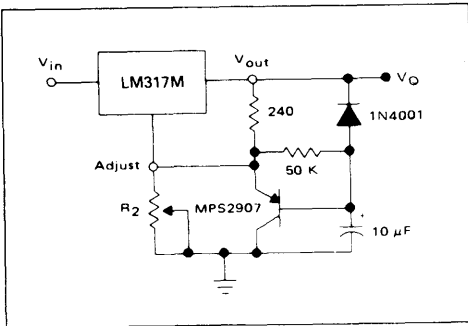 Vin
LM317M
Vout
VO
240
1N4001
50 K
Adjust
R2
MPS2907
+
10 µF